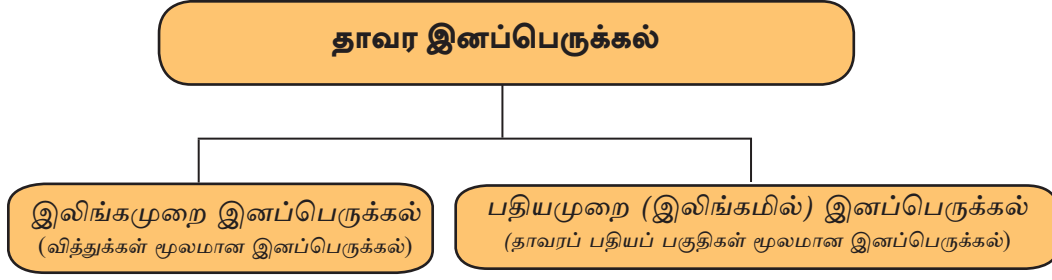 தாவர இனப்பெருக்கல்
இலிங்கமுறை இனப்பெருக்கல்
(வித்துக்கள் மூலமான இனப்பெருக்கல்)
பதியமுறை (இலிங்கமில்) இனப்பெருக்கல்
(தாவரப் பதியப் பகுதிகள் மூலமான இனப்பெருக்கல்)